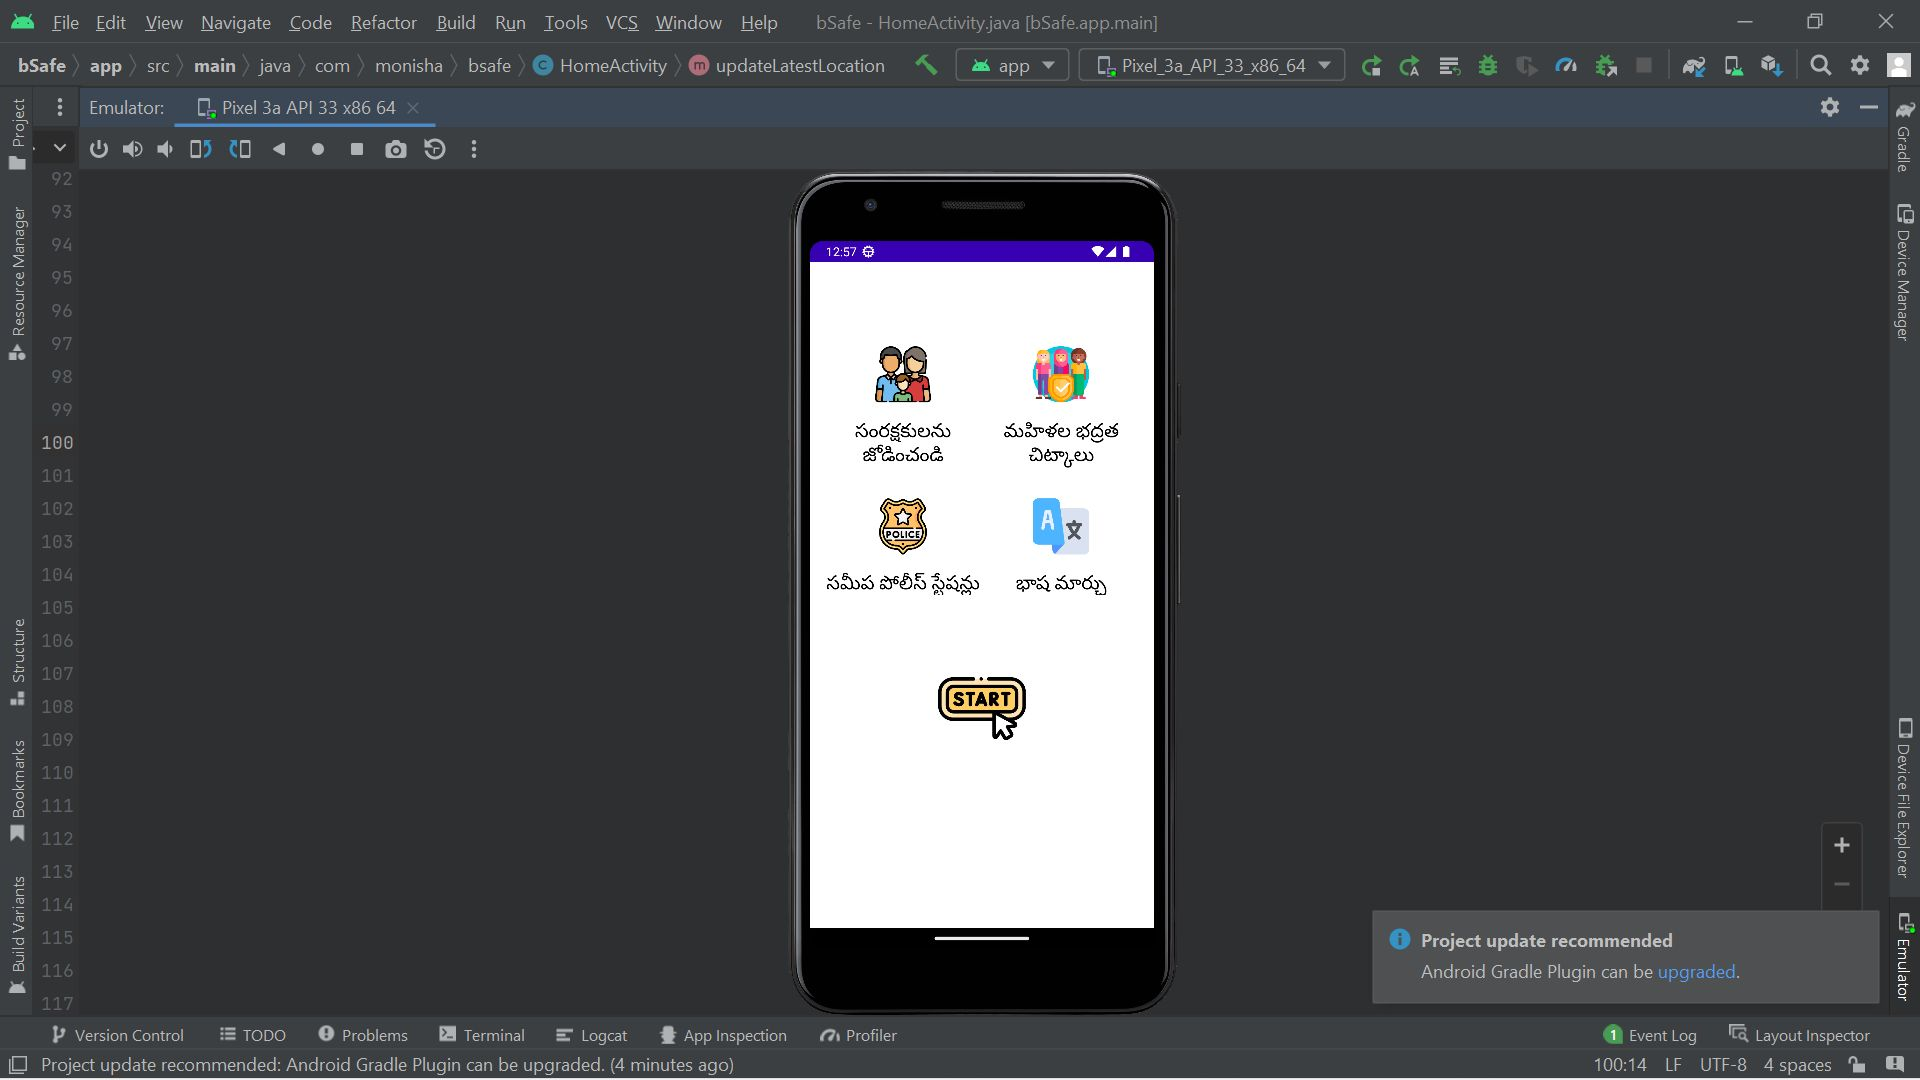 File Edit View Navigate Code Refactor Build Run Tools VCS Window Help bSafe - HomeActivity.java [bSafe.app.main]
bSafe app src main java com monisha bsafe C HomeActivity m updateLatestLocation app Pixel_3a_API_33_x86_64
Emulator: Pixel 3a API 33 x86 64
Project
Resource Manager
Structure
Bookmarks
Build Variants
92
93
94
95
96
97
98
99
100
101
102
103
104
105
106
107
108
109
110
111
112
113
114
115
116
117
12:57
సంరక్షకులను
జోడించండి
మహిళల భద్రత
చిట్కాలు
POLICE
A
సమీప పోలీస్ స్టేషన్లు
భాష మార్చు
START
Gradle
Device Manager
Device File Explorer
Emulator
+
−
Project update recommended
Android Gradle Plugin can be upgraded.
Version Control TODO Problems Terminal Logcat App Inspection Profiler 1 Event Log Layout Inspector
Project update recommended: Android Gradle Plugin can be upgraded. (4 minutes ago) 100:14 LF UTF-8 4 spaces